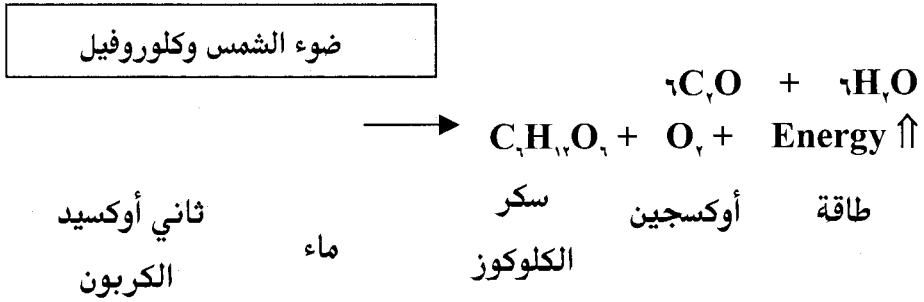 ضوء الشمس وكلوروفيل
٦C٢O + ٦H٢O
C٦H١٢O٦ + O٢ + Energy ⇑
ثاني أوكسيد الكربون
ماء
سكر الكلوكوز
أوكسجين
طاقة